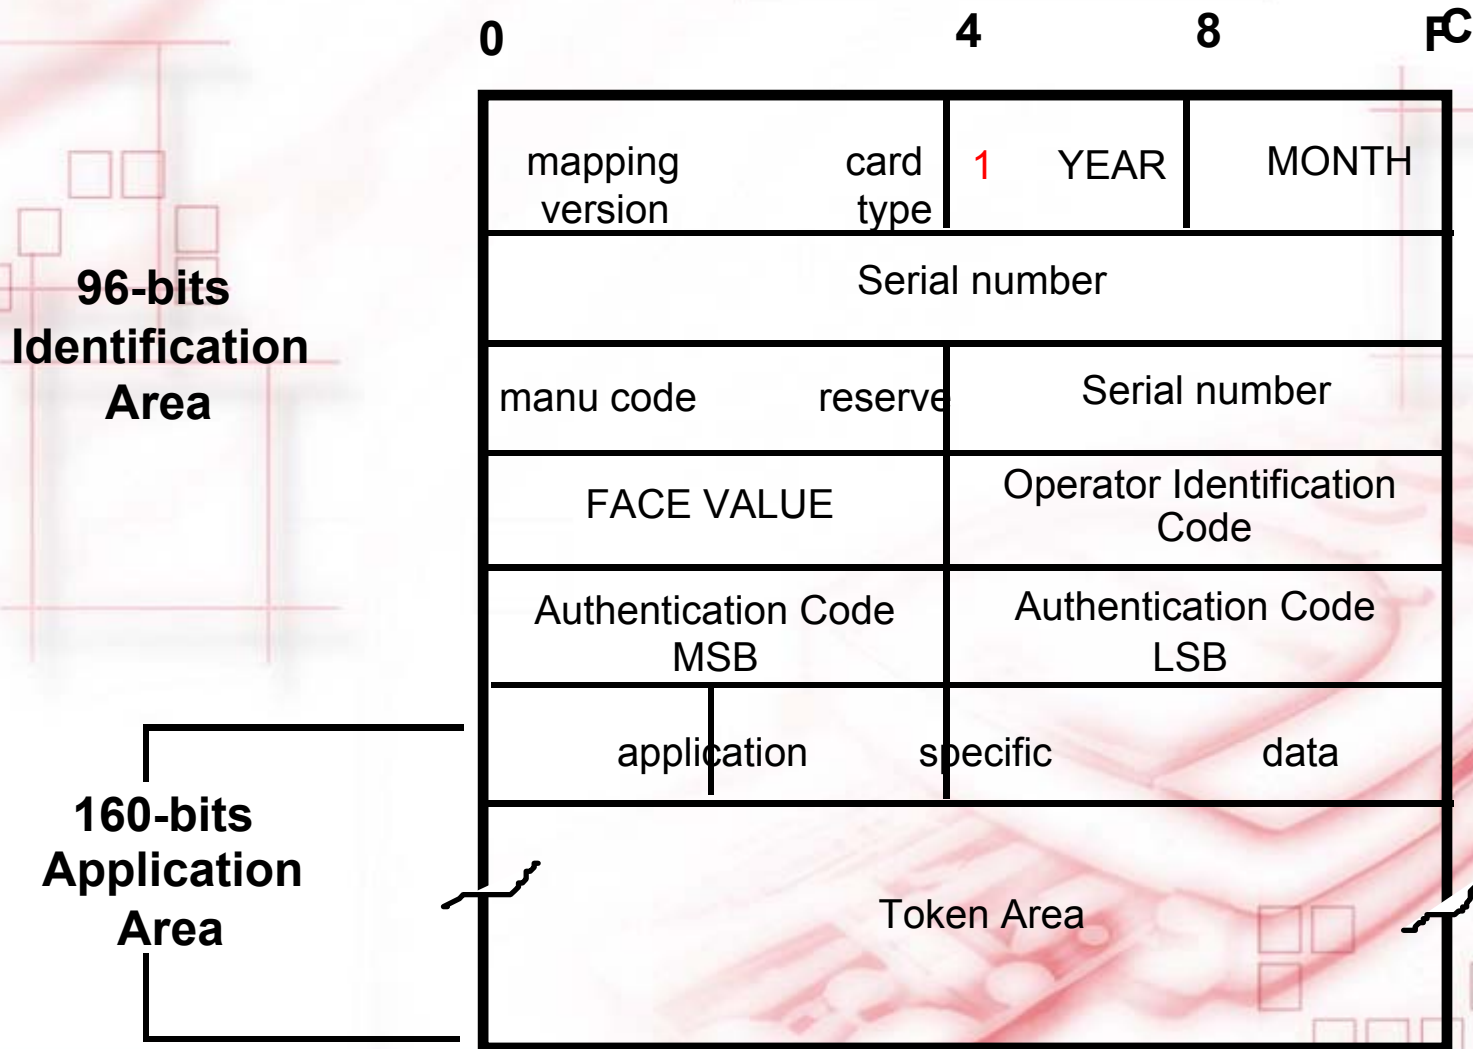 0 4 8 C F
mapping card 1 YEAR MONTH
version type
Serial number
96-bits
Identification
Area
manu code reserve Serial number
FACE VALUE Operator Identification
Code
Authentication Code Authentication Code
MSB LSB
application specific data
160-bits
Application
Area
Token Area